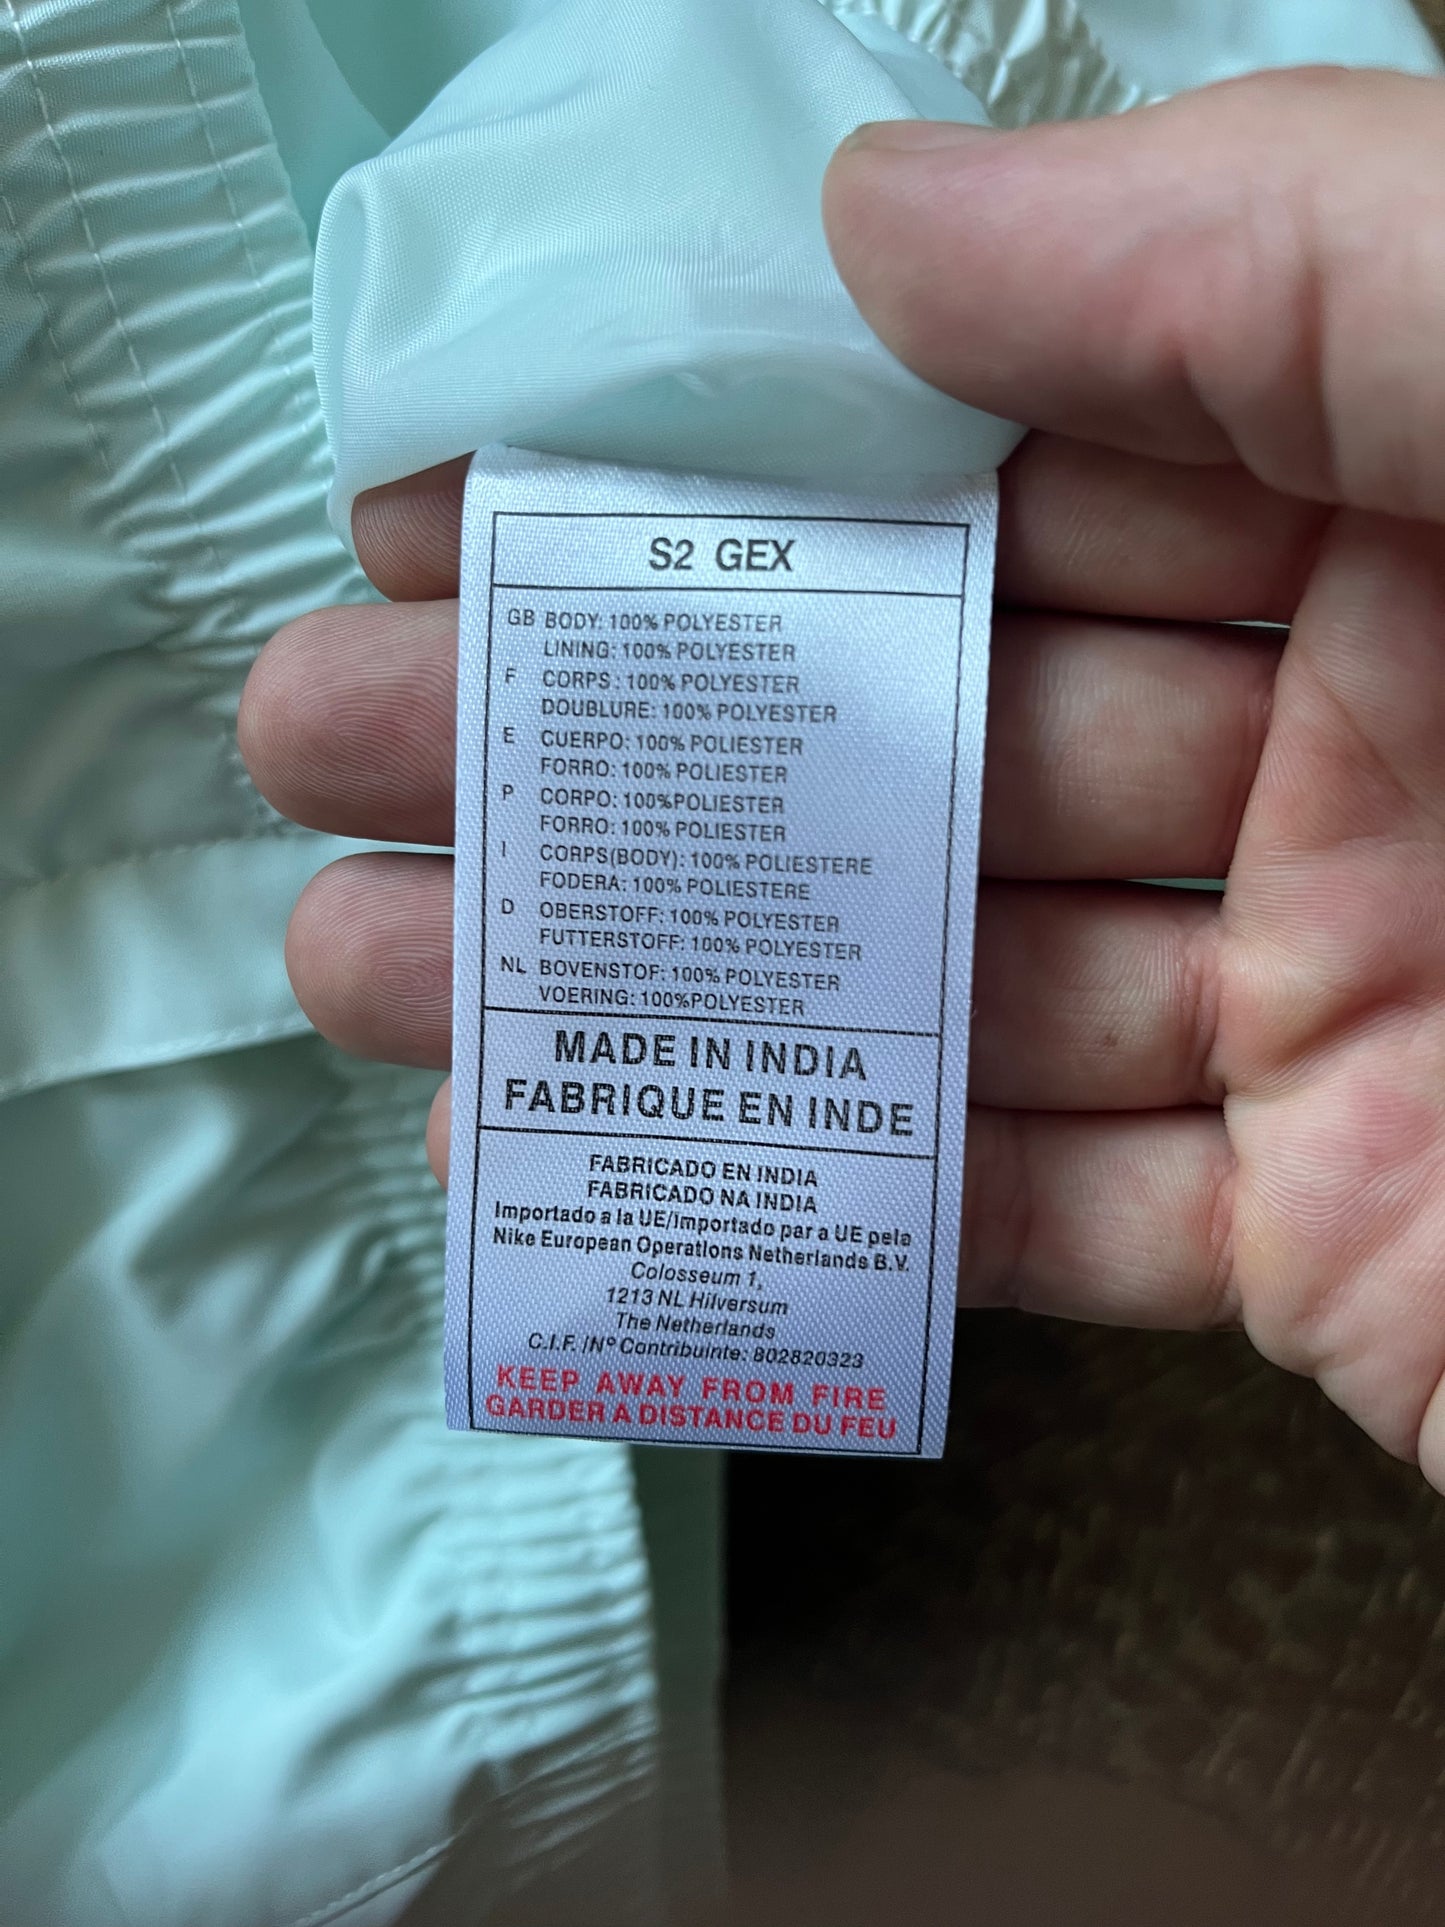 S2 GEX
GB BODY: 100% POLYESTER
LINING: 100% POLYESTER
F CORPS : 100% POLYESTER
DOUBLURE: 100% POLYESTER
E CUERPO: 100% POLIESTER
FORRO: 100% POLIESTER
P CORPO: 100%POLIESTER
FORRO: 100% POLIESTER
I CORPS(BODY): 100% POLIESTERE
FODERA: 100% POLIESTERE
D OBERSTOFF: 100% POLYESTER
FUTTERSTOFF: 100% POLYESTER
NL BOVENSTOF: 100% POLYESTER
VOERING: 100%POLYESTER
MADE IN INDIA
FABRIQUE EN INDE
FABRICADO EN INDIA
FABRICADO NA INDIA
Importado a la UE/Importado par a UE pela
Nike European Operations Netherlands B.V.
Colosseum 1,
1213 NL Hilversum
The Netherlands
C.I.F. /Nº Contribuinte: 802820323
KEEP AWAY FROM FIRE
GARDER A DISTANCE DU FEU